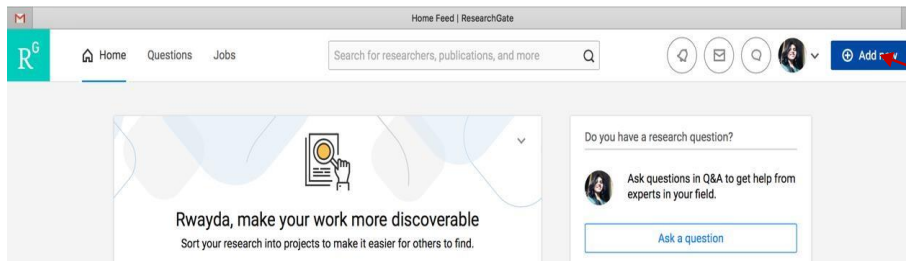 Home Feed | ResearchGate
RG
Home Questions Jobs
Search for researchers, publications, and more
Add new
Rwayda, make your work more discoverable
Sort your research into projects to make it easier for others to find.
Do you have a research question?
Ask questions in Q&A to get help from
experts in your field.
Ask a question